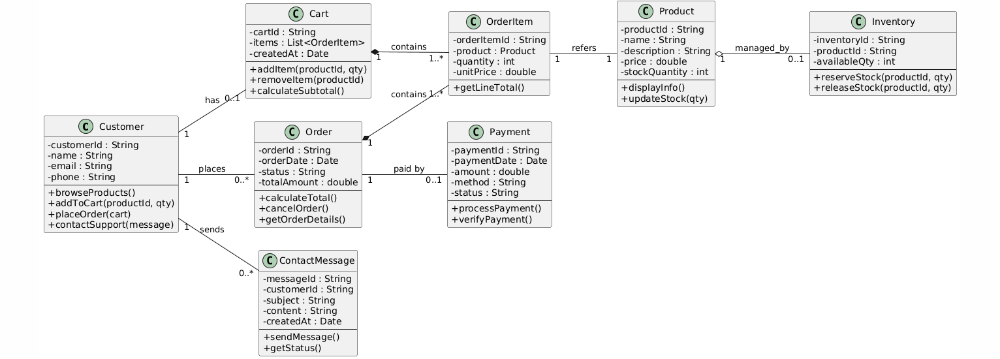 C Cart
-cartId : String
-items : List<OrderItem>
-createdAt : Date
+addItem(productId, qty)
+removeItem(productId)
+calculateSubtotal()
contains
1
1..*
C OrderItem
-orderItemId : String
-product : Product
-quantity : int
-unitPrice : double
+getLineTotal()
refers
1
1
C Product
-productId : String
-name : String
-description : String
-price : double
-stockQuantity : int
+displayInfo()
+updateStock(qty)
managed_by
1
0..1
C Inventory
-inventoryId : String
-productId : String
-availableQty : int
+reserveStock(productId, qty)
+releaseStock(productId, qty)
has
0..1
1
contains
1..*
1
C Customer
-customerId : String
-name : String
-email : String
-phone : String
+browseProducts()
+addToCart(productId, qty)
+placeOrder(cart)
+contactSupport(message)
places
1
0..*
C Order
-orderId : String
-orderDate : Date
-status : String
-totalAmount : double
+calculateTotal()
+cancelOrder()
+getOrderDetails()
paid by
1
0..1
C Payment
-paymentId : String
-paymentDate : Date
-amount : double
-method : String
-status : String
+processPayment()
+verifyPayment()
1
sends
0..*
C ContactMessage
-messageId : String
-customerId : String
-subject : String
-content : String
-createdAt : Date
+sendMessage()
+getStatus()